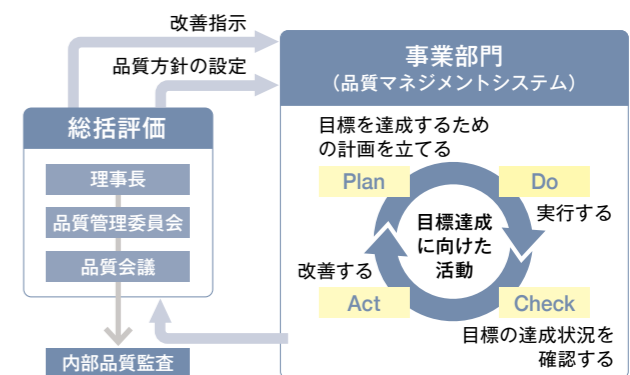 改善指示
品質方針の設定
総括評価
理事長
品質管理委員会
品質会議
内部品質監査
事業部門
(品質マネジメントシステム)
目標を達成するため
の計画を立てる
Plan
Do
実行する
目標達成
に向けた
活動
改善する
Act
Check
目標の達成状況を
確認する